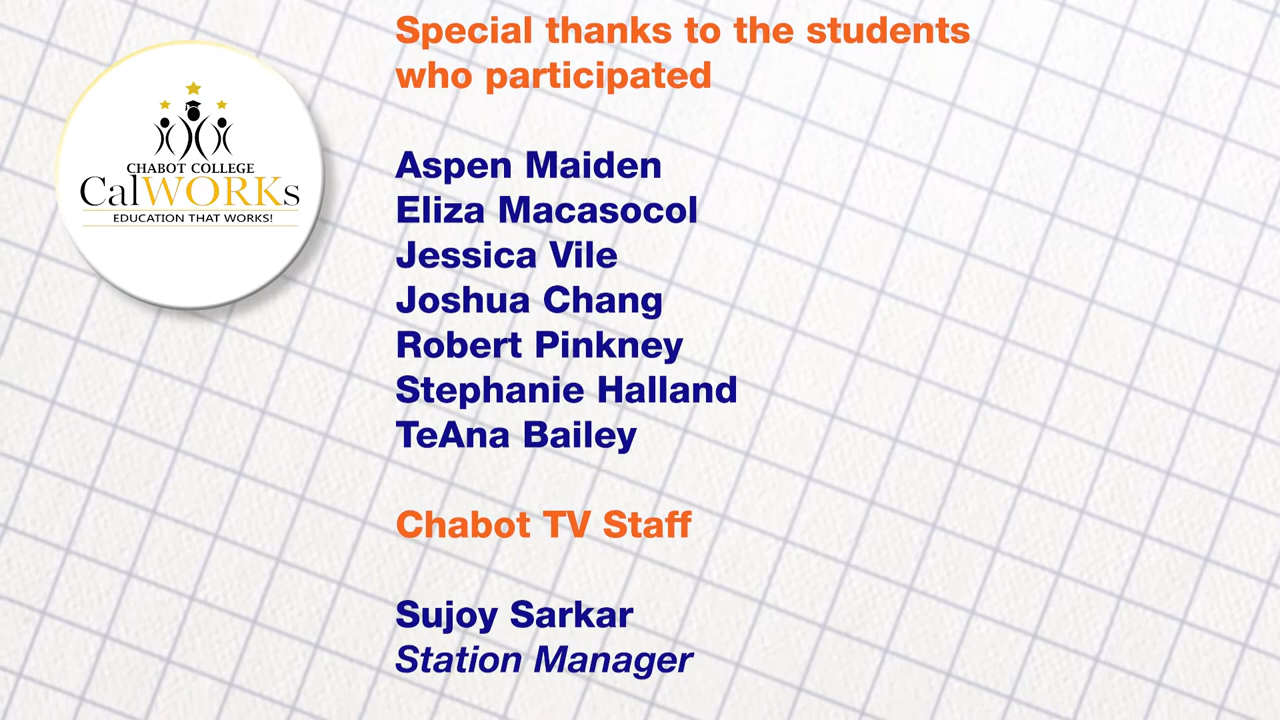 CHABOT COLLEGE
CalWORKs
EDUCATION THAT WORKS!
Special thanks to the students
who participated
Aspen Maiden
Eliza Macasocol
Jessica Vile
Joshua Chang
Robert Pinkney
Stephanie Halland
TeAna Bailey
Chabot TV Staff
Sujoy Sarkar
Station Manager